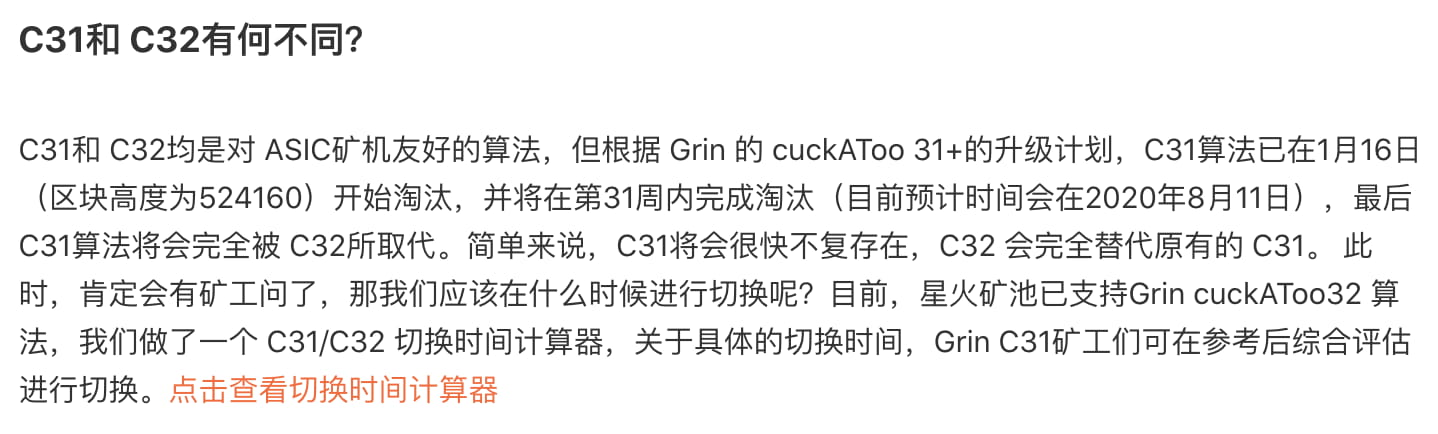 C31和 C32有何不同?
C31和 C32均是对 ASIC矿机友好的算法，但根据 Grin 的 cuckAToo 31+的升级计划，C31算法已在1月16日
（区块高度为524160）开始淘汰，并将在第31周内完成淘汰（目前预计时间会在2020年8月11日），最后
C31算法将会完全被 C32所取代。简单来说，C31将会很快不复存在，C32 会完全替代原有的 C31。 此
时，肯定会有矿工问了，那我们应该在什么时候进行切换呢？目前，星火矿池已支持Grin cuckAToo32 算
法，我们做了一个 C31/C32 切换时间计算器，关于具体的切换时间，Grin C31矿工们可在参考后综合评估
进行切换。点击查看切换时间计算器